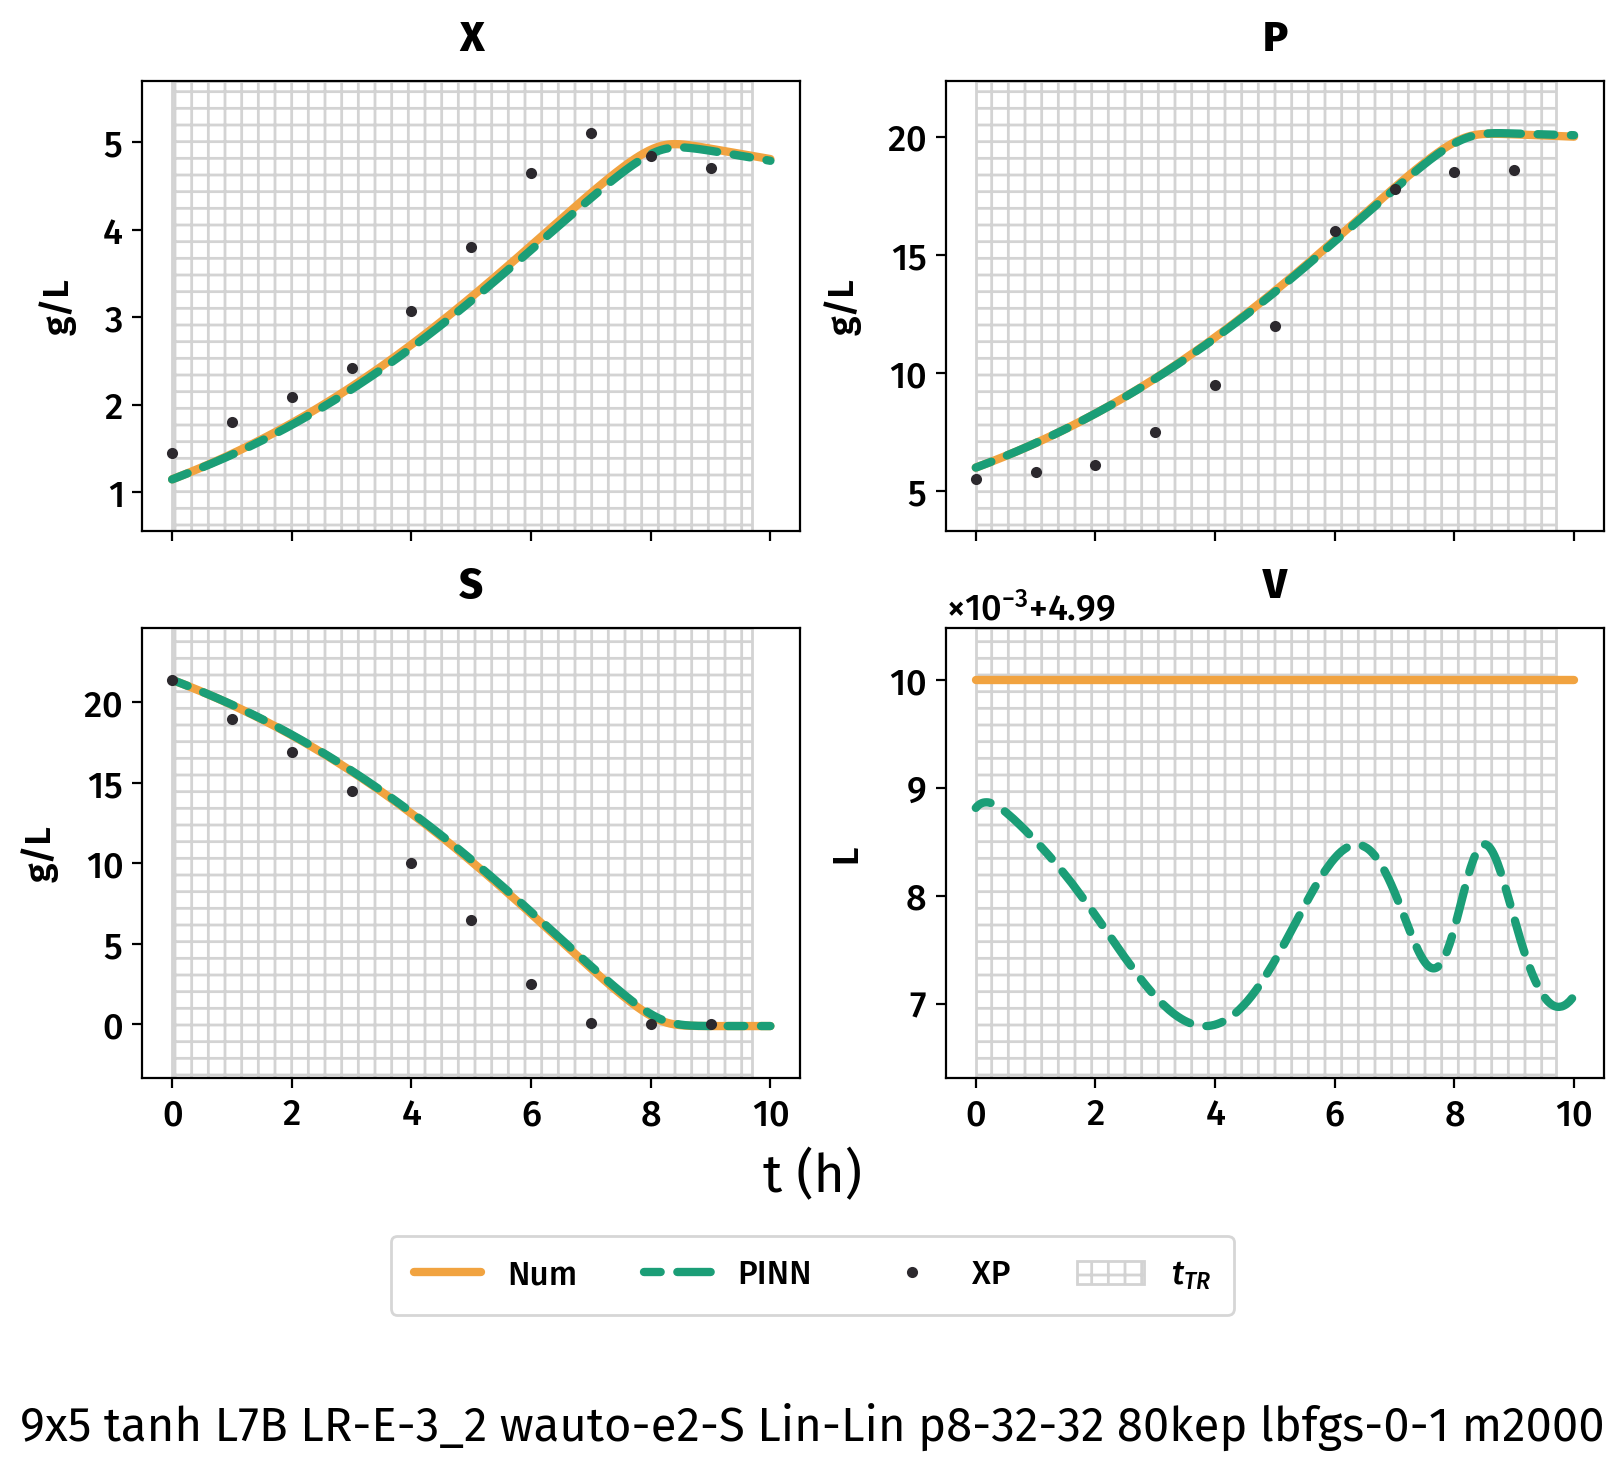 X
P
5
4
3
2
1
g/L
20
15
10
5
g/L
S
V
×10⁻³+4.99
20
15
10
5
0
g/L
10
9
8
7
L
0 2 4 6 8 10
0 2 4 6 8 10
t (h)
Num PINN XP t_TR
9x5 tanh L7B LR-E-3_2 wauto-e2-S Lin-Lin p8-32-32 80kep lbfgs-0-1 m2000